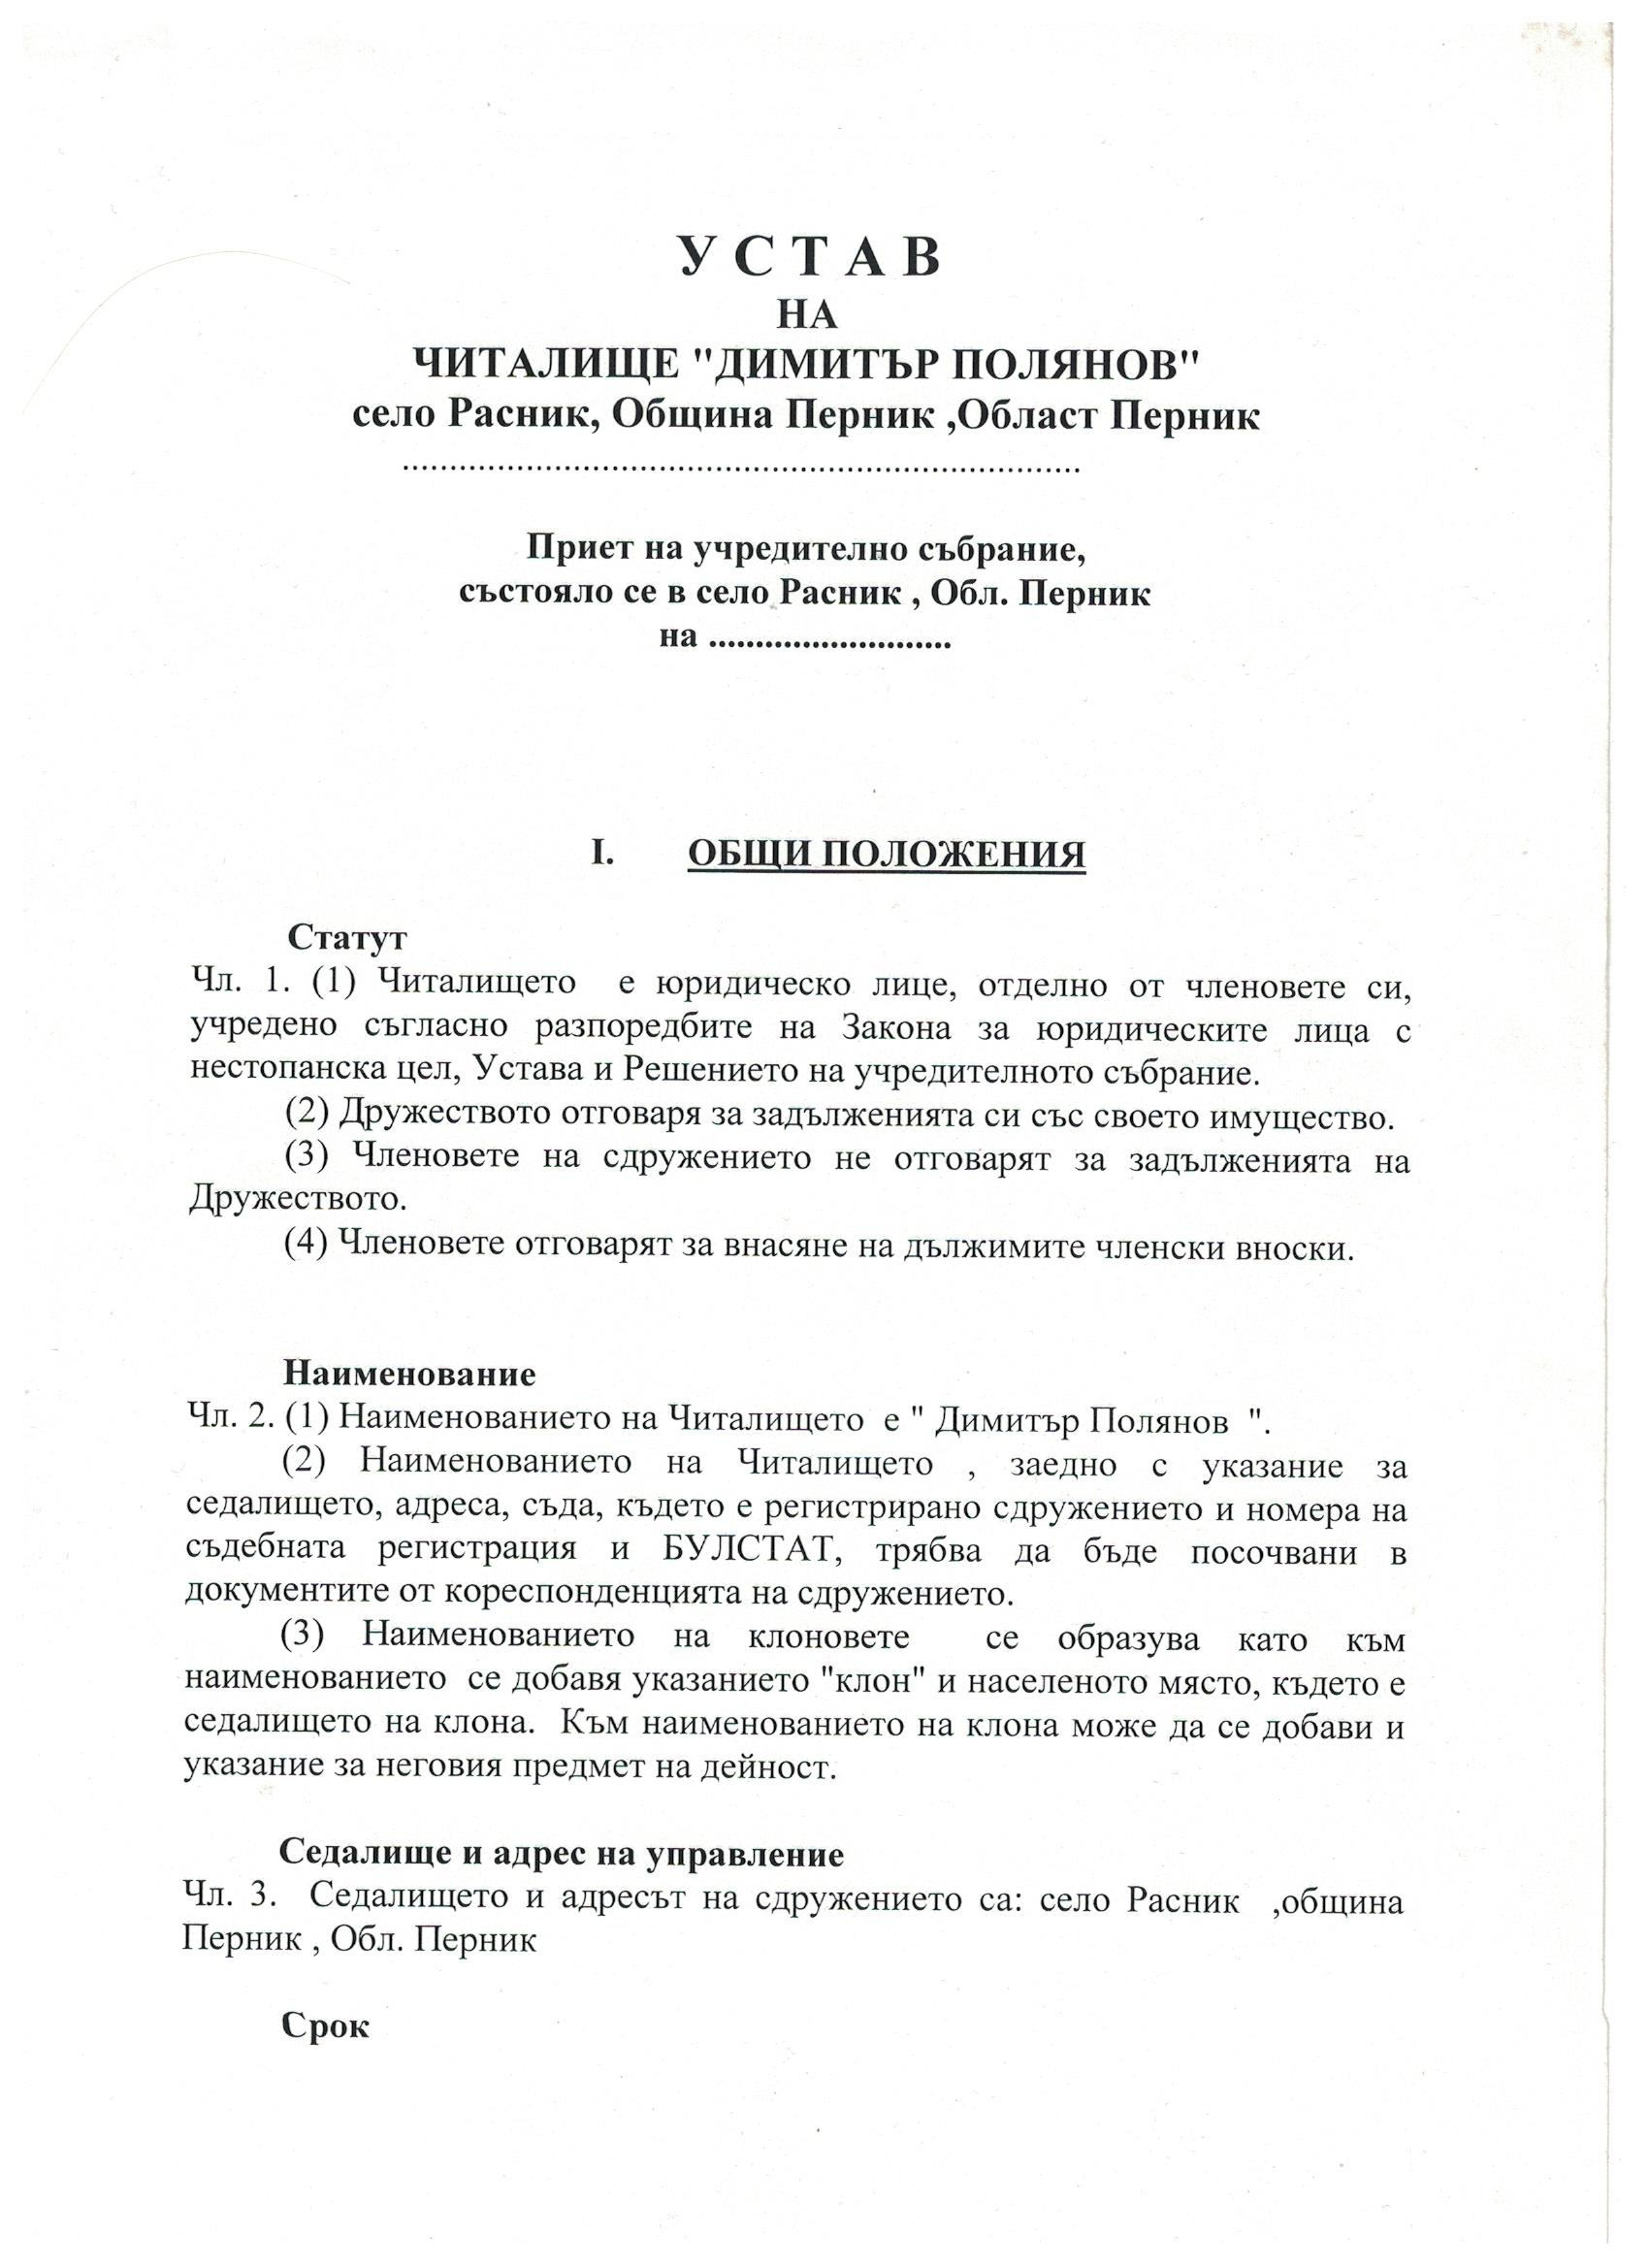 У С Т А В
НА
ЧИТАЛИЩЕ "ДИМИТЪР ПОЛЯНОВ"
село Расник, Община Перник ,Област Перник
........................................................................
Приет на учредително събрание,
състояло се в село Расник , Обл. Перник
на ..........................
I. ОБЩИ ПОЛОЖЕНИЯ
Статут
Чл. 1. (1) Читалището е юридическо лице, отделно от членовете си,
учредено съгласно разпоредбите на Закона за юридическите лица с
нестопанска цел, Устава и Решението на учредителното събрание.
(2) Дружеството отговаря за задълженията си със своето имущество.
(3) Членовете на сдружението не отговарят за задълженията на
Дружеството.
(4) Членовете отговарят за внасяне на дължимите членски вноски.
Наименование
Чл. 2. (1) Наименованието на Читалището е " Димитър Полянов ".
(2) Наименованието на Читалището , заедно с указание за
седалището, адреса, съда, където е регистрирано сдружението и номера на
съдебната регистрация и БУЛСТАТ, трябва да бъде посочвани в
документите от кореспонденцията на сдружението.
(3) Наименованието на клоновете се образува като към
наименованието се добавя указанието "клон" и населеното място, където е
седалището на клона. Към наименованието на клона може да се добави и
указание за неговия предмет на дейност.
Седалище и адрес на управление
Чл. 3. Седалището и адресът на сдружението са: село Расник ,община
Перник , Обл. Перник
Срок